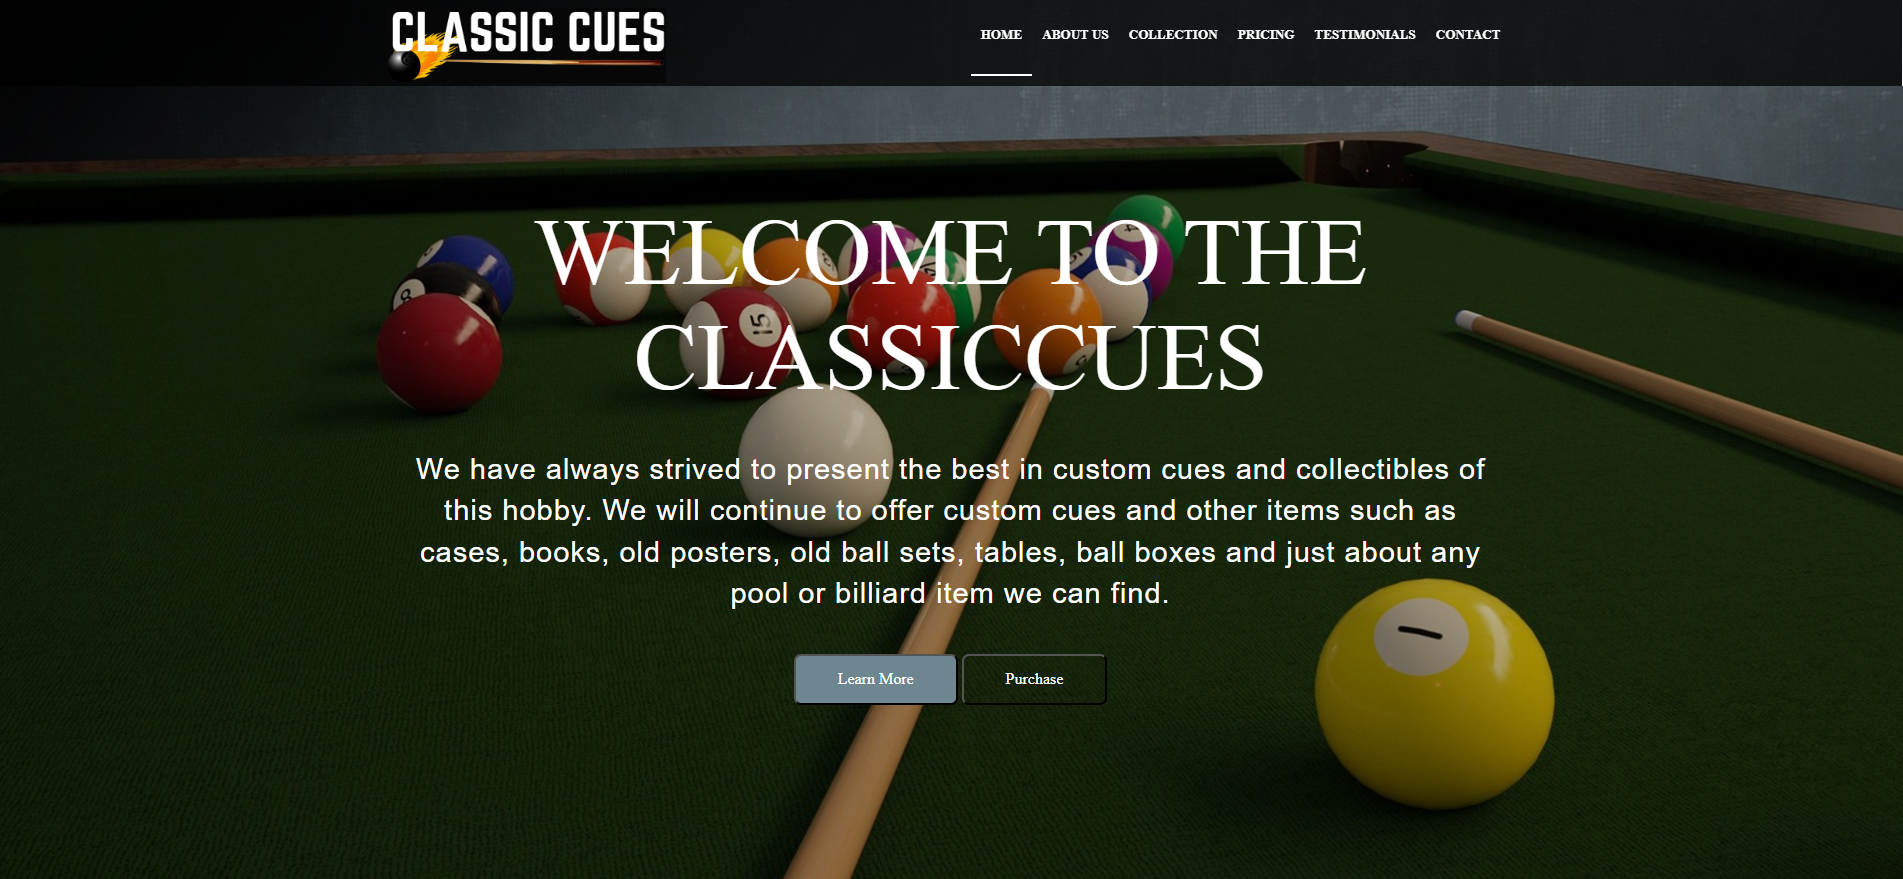 CLASSIC CUES
HOME ABOUT US COLLECTION PRICING TESTIMONIALS CONTACT
WELCOME TO THE
CLASSICCUES
We have always strived to present the best in custom cues and collectibles of
this hobby. We will continue to offer custom cues and other items such as
cases, books, old posters, old ball sets, tables, ball boxes and just about any
pool or billiard item we can find.
Learn More Purchase
8
15
4